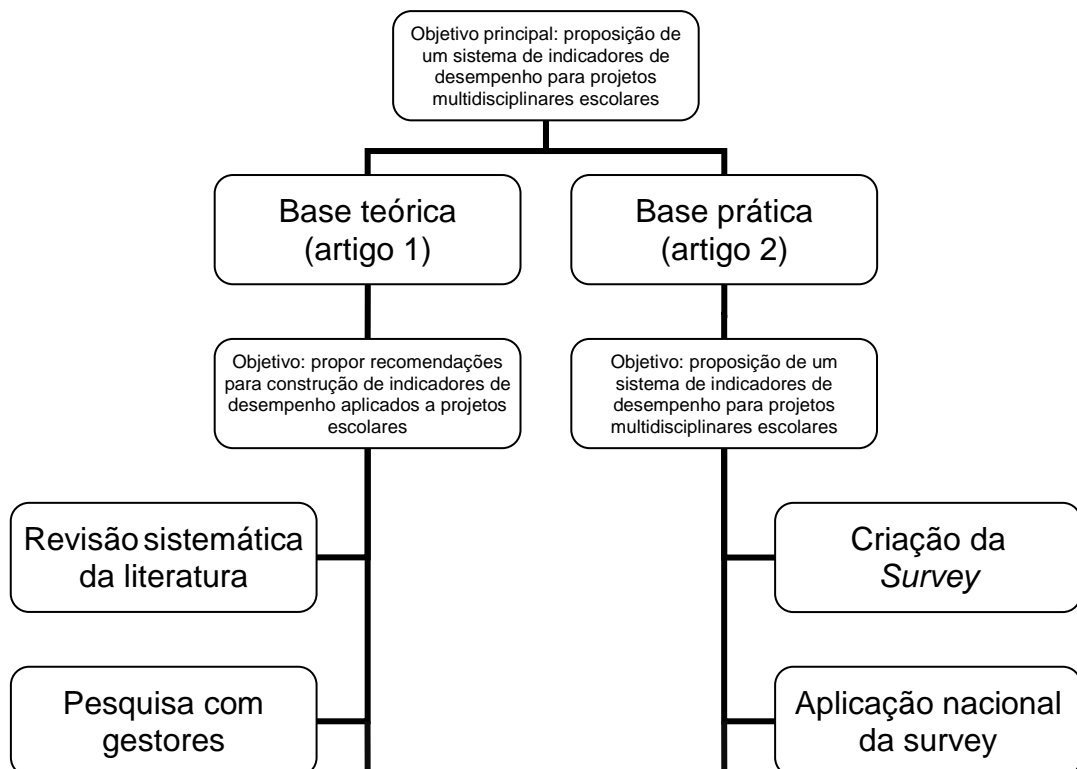 Objetivo principal: proposição de
um sistema de indicadores de
desempenho para projetos
multidisciplinares escolares
Base teórica
(artigo 1)
Base prática
(artigo 2)
Objetivo: propor recomendações
para construção de indicadores de
desempenho aplicados a projetos
escolares
Objetivo: proposição de um
sistema de indicadores de
desempenho para projetos
multidisciplinares escolares
Revisão sistemática
da literatura
Criação da
Survey
Pesquisa com
gestores
Aplicação nacional
da survey